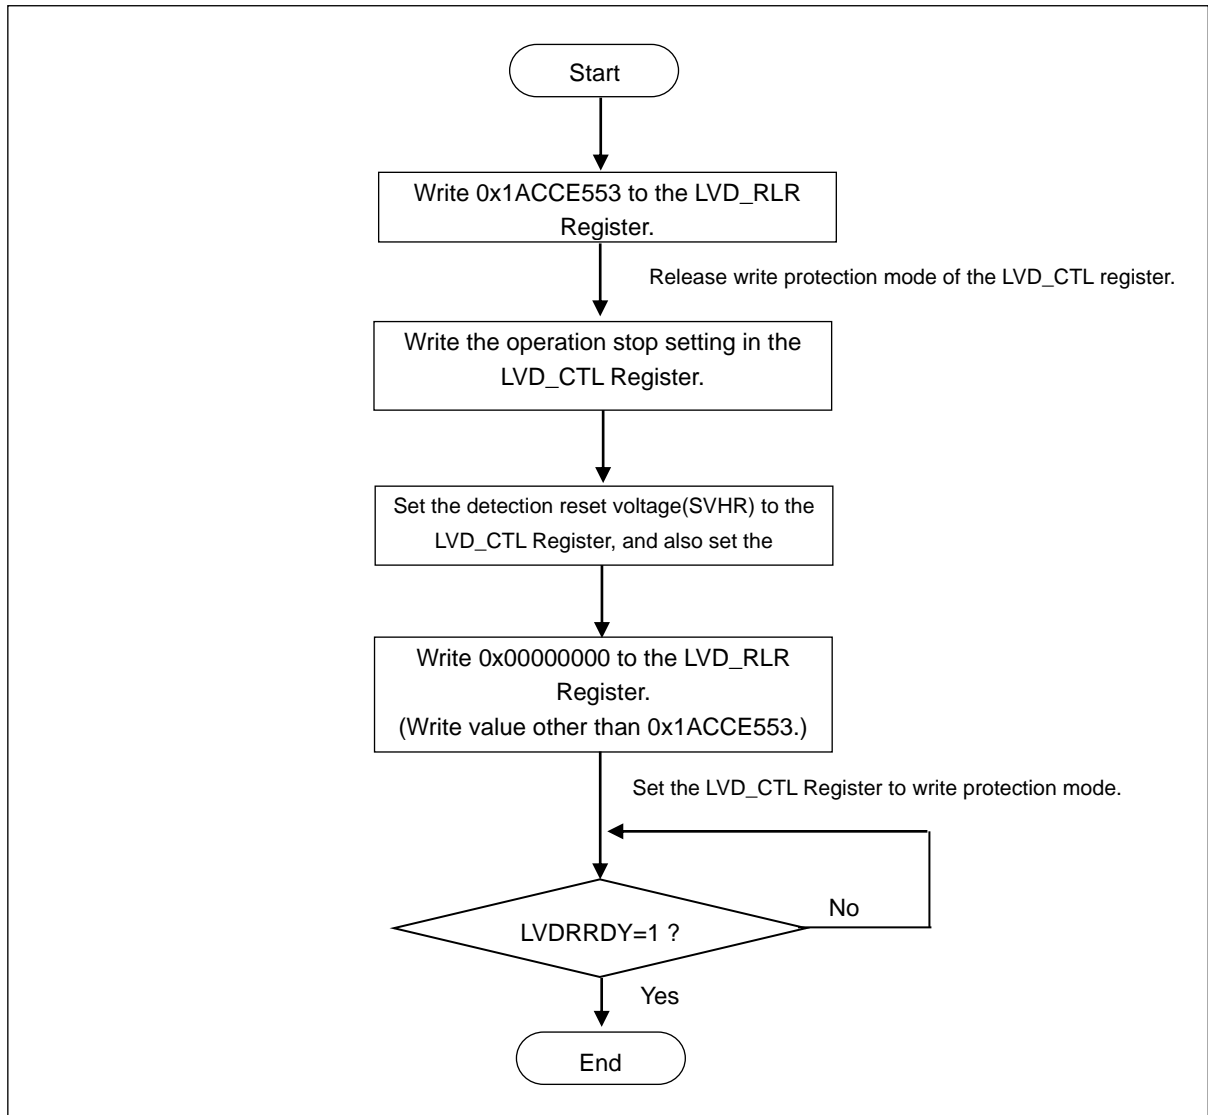 Start
Write 0x1ACCE553 to the LVD_RLR
Register.
Release write protection mode of the LVD_CTL register.
Write the operation stop setting in the
LVD_CTL Register.
Set the detection reset voltage(SVHR) to the
LVD_CTL Register, and also set the
Write 0x00000000 to the LVD_RLR
Register.
(Write value other than 0x1ACCE553.)
Set the LVD_CTL Register to write protection mode.
No
LVDRRDY=1 ?
Yes
End